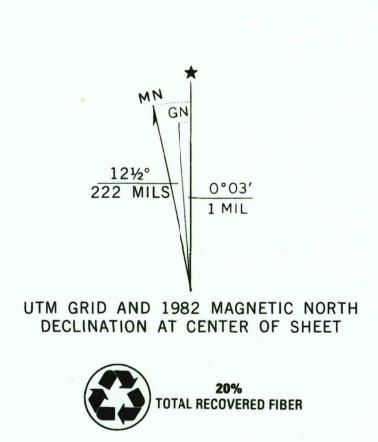 ★
MN
GN
12½°
222 MILS
0°03′
1 MIL
UTM GRID AND 1982 MAGNETIC NORTH
DECLINATION AT CENTER OF SHEET
20%
TOTAL RECOVERED FIBER